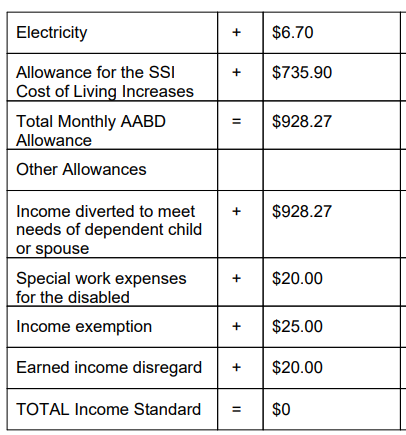 Electricity + $6.70
Allowance for the SSI + $735.90
Cost of Living Increases
Total Monthly AABD = $928.27
Allowance
Other Allowances
Income diverted to meet + $928.27
needs of dependent child
or spouse
Special work expenses + $20.00
for the disabled
Income exemption + $25.00
Earned income disregard + $20.00
TOTAL Income Standard = $0